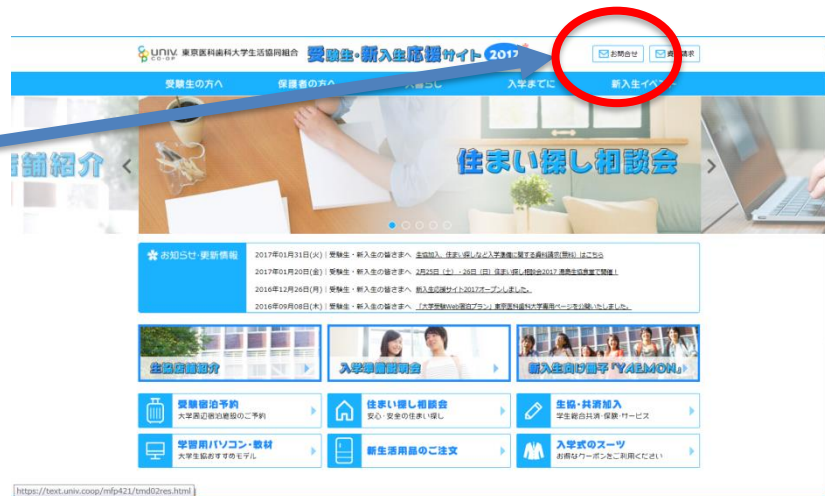 univ. CO-OP 東京医科歯科大学生活協同組合 受験生・新入生応援サイト 2017
お問合せ 資 請求
受験生の方へ 保護者の方へ 暮らし 入学までに 新入生イベ
舗紹介
住まい探し相談会
お知らせ・更新情報
2017年01月31日(火) 受験生・新入生の皆さまへ 生協加入、住まい探しなど入学準備に関する資料請求(無料)はこちら
2017年01月20日(金) 受験生・新入生の皆さまへ 2月25日(土)・26日(日)住まい探し相談会2017 湯島生協食堂で開催!
2016年12月26日(月) 受験生・新入生の皆さまへ 新入生応援サイト2017オープンしました。
2016年09月08日(木) 受験生・新入生の皆さまへ 「大学受験Web宿泊プラン」東京医科歯科大学専用ページを公開いたしました。
生協店舗紹介
入学準備説明会
新入生向け冊子「YAEMON」
受験宿泊予約
大学周辺宿泊施設のご予約
住まい探し相談会
安心・安全の住まい探し
生協・共済加入
学生総合共済・保険・サービス
学習用パソコン・教材
大学生協おすすめモデル
新生活用品のご注文
入学式のスーツ
お得なクーポンをご利用ください
https://text.univ.coop/mfp421/tmd02res.html